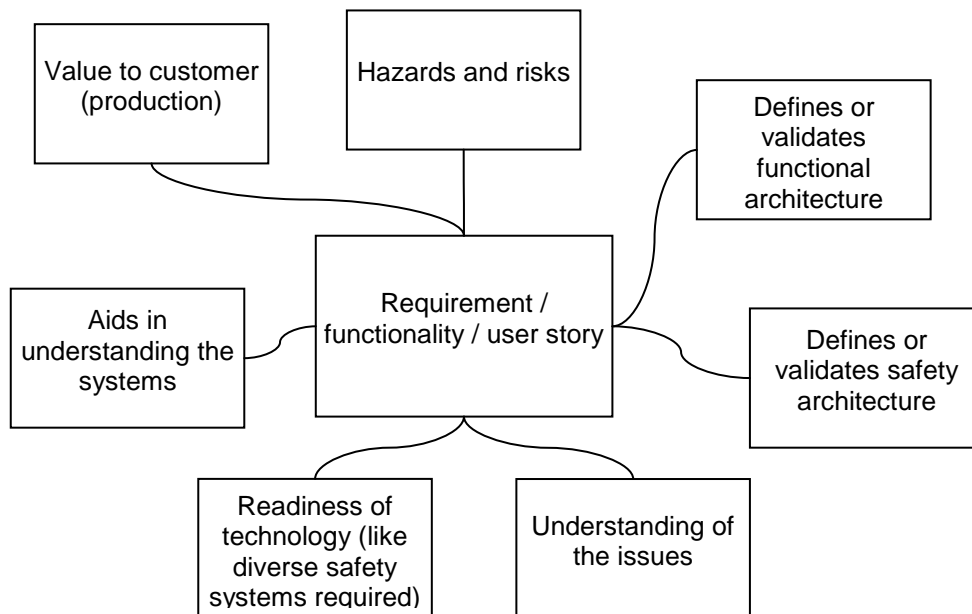 Value to customer
(production)
Hazards and risks
Defines or
validates
functional
architecture
Requirement /
functionality / user story
Aids in
understanding the
systems
Defines or
validates safety
architecture
Readiness of
technology (like
diverse safety
systems required)
Understanding of
the issues